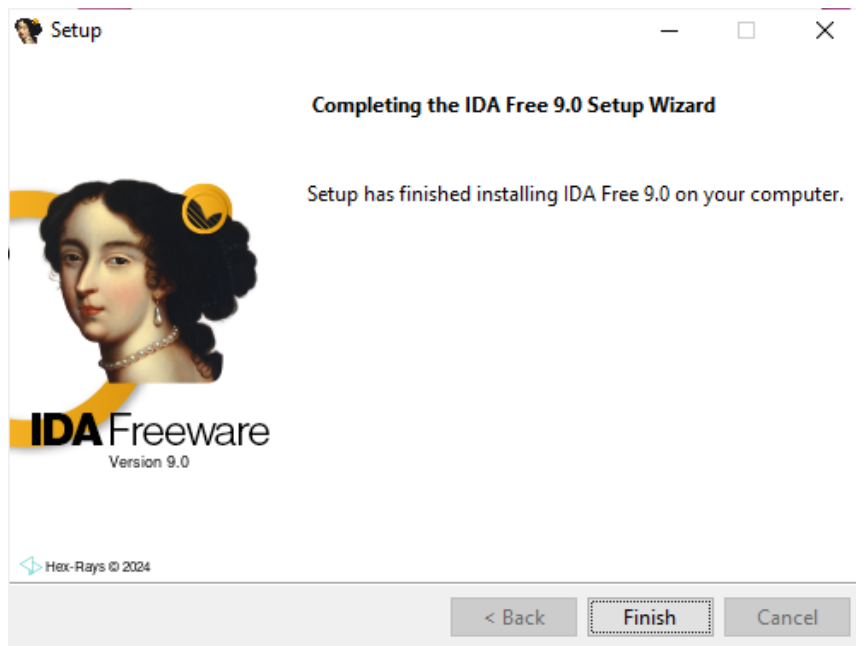 Setup
Completing the IDA Free 9.0 Setup Wizard
Setup has finished installing IDA Free 9.0 on your computer.
IDA Freeware
Version 9.0
Hex-Rays © 2024
< Back
Finish
Cancel